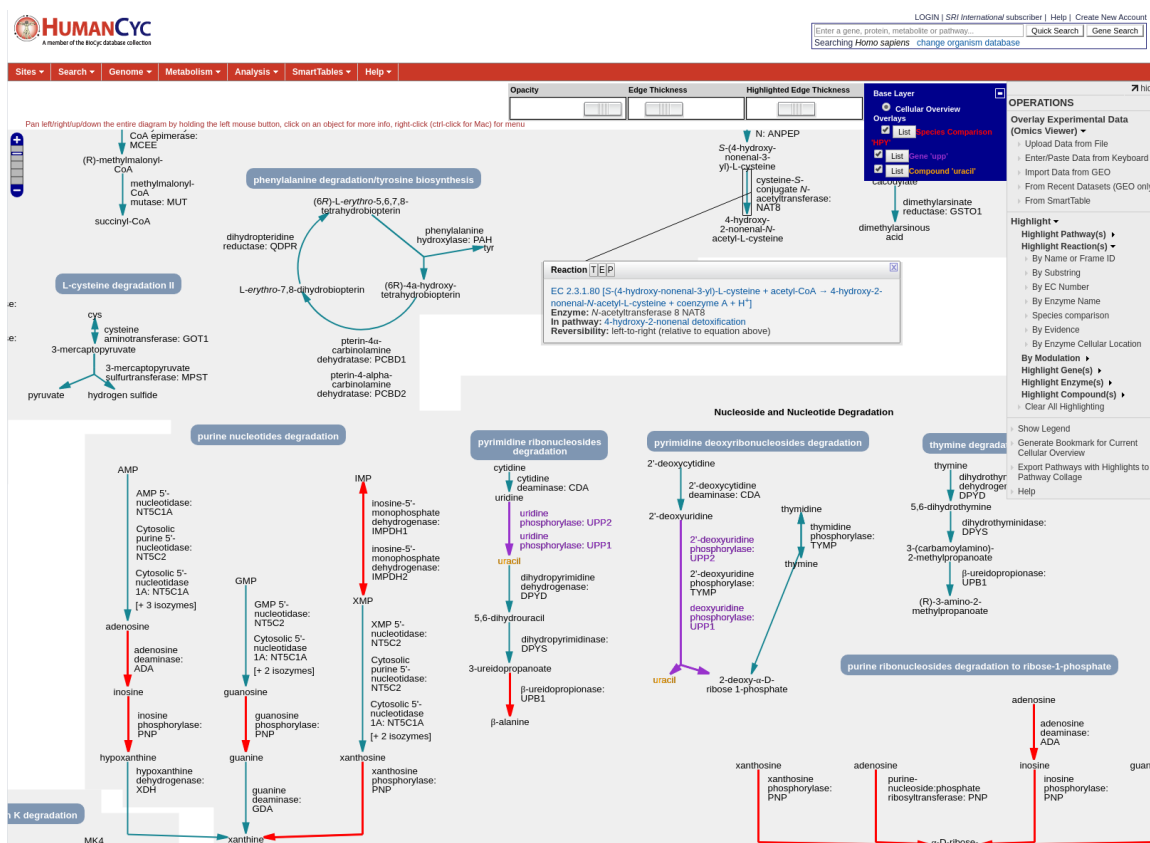 HUMANCYC
A member of the BioCyc database collection
LOGIN | SRI International subscriber | Help | Create New Account
Enter a gene, protein, metabolite or pathway...
Quick Search
Gene Search
Searching Homo sapiens change organism database
Sites
Search
Genome
Metabolism
Analysis
SmartTables
Help
Pan left/right/up/down the entire diagram by holding the left mouse button, click on an object for more info, right-click (ctrl-click for Mac) for menu
Opacity
Edge Thickness
Highlighted Edge Thickness
Base Layer
Cellular Overview
Overlays
List Species Comparison
'HPY'
List Gene 'upp'
List Compound 'uracil'
OPERATIONS
Overlay Experimental Data
(Omics Viewer)
Upload Data from File
Enter/Paste Data from Keyboard
Import Data from GEO
From Recent Datasets (GEO only
From SmartTable
Highlight
Highlight Pathway(s)
Highlight Reaction(s)
By Name or Frame ID
By Substring
By EC Number
By Enzyme Name
Species comparison
By Evidence
By Enzyme Cellular Location
By Modulation
Highlight Gene(s)
Highlight Enzyme(s)
Highlight Compound(s)
Clear All Highlighting
Show Legend
Generate Bookmark for Current
Cellular Overview
Export Pathways with Highlights to
Pathway Collage
Help
CoA epimerase:
MCEE
(R)-methylmalonyl-
CoA
methylmalonyl-
CoA
mutase: MUT
succinyl-CoA
phenylalanine degradation/tyrosine biosynthesis
(6R)-L-erythro-5,6,7,8-
tetrahydrobiopterin
dihydropteridine
reductase: QDPR
phenylalanine
hydroxylase: PAH
tyr
L-erythro-7,8-dihydrobiopterin
(6R)-4a-hydroxy-
tetrahydrobiopterin
pterin-4α-
carbinolamine
dehydratase: PCBD1
pterin-4-alpha-
carbinolamine
dehydratase: PCBD2
L-cysteine degradation II
cys
cysteine
aminotransferase: GOT1
3-mercaptopyruvate
3-mercaptopyruvate
sulfurtransferase: MPST
pyruvate
hydrogen sulfide
N: ANPEP
S-(4-hydroxy-
nonenal-3-
yl)-L-cysteine
cysteine-S-
conjugate N-
acetyltransferase:
NAT8
4-hydroxy-
2-nonenal-N-
acetyl-L-cysteine
cacodylate
dimethylarsinate
reductase: GSTO1
dimethylarsinous
acid
Reaction T E P
X
EC 2.3.1.80 [S-(4-hydroxy-nonenal-3-yl)-L-cysteine + acetyl-CoA → 4-hydroxy-2-
nonenal-N-acetyl-L-cysteine + coenzyme A + H+]
Enzyme: N-acetyltransferase 8 NAT8
In pathway: 4-hydroxy-2-nonenal detoxification
Reversibility: left-to-right (relative to equation above)
Nucleoside and Nucleotide Degradation
purine nucleotides degradation
AMP
AMP 5'-
nucleotidase:
NT5C1A
Cytosolic
purine 5'-
nucleotidase:
NT5C2
Cytosolic 5'-
nucleotidase
1A: NT5C1A
[+ 3 isozymes]
adenosine
adenosine
deaminase:
ADA
inosine
inosine
phosphorylase:
PNP
hypoxanthine
hypoxanthine
dehydrogenase:
XDH
GMP
GMP 5'-
nucleotidase:
NT5C2
Cytosolic 5'-
nucleotidase
1A: NT5C1A
[+ 2 isozymes]
guanosine
guanosine
phosphorylase:
PNP
guanine
guanine
deaminase:
GDA
xanthine
IMP
inosine-5'-
monophosphate
dehydrogenase:
IMPDH1
inosine-5'-
monophosphate
dehydrogenase:
IMPDH2
XMP
XMP 5'-
nucleotidase:
NT5C2
Cytosolic
purine 5'-
nucleotidase:
NT5C2
Cytosolic 5'-
nucleotidase
1A: NT5C1A
[+ 2 isozymes]
xanthosine
xanthosine
phosphorylase:
PNP
pyrimidine ribonucleosides
degradation
cytidine
cytidine
deaminase: CDA
uridine
uridine
phosphorylase: UPP2
uridine
phosphorylase: UPP1
uracil
dihydropyrimidine
dehydrogenase:
DPYD
5,6-dihydrouracil
dihydropyrimidinase:
DPYS
3-ureidopropanoate
β-ureidopropionase:
UPB1
β-alanine
pyrimidine deoxyribonucleosides degradation
2'-deoxycytidine
2'-deoxycytidine
deaminase: CDA
2'-deoxyuridine
2'-deoxyuridine
phosphorylase:
UPP2
2'-deoxyuridine
phosphorylase:
TYMP
deoxyuridine
phosphorylase:
UPP1
uracil
2-deoxy-α-D-
ribose 1-phosphate
thymidine
thymidine
phosphorylase:
TYMP
thymine
thymine degrada
thymine
dihydrothyr
dehydroger
DPYD
5,6-dihydrothymine
dihydrothyminidase:
DPYS
3-(carbamoylamino)-
2-methylpropanoate
β-ureidopropionase:
UPB1
(R)-3-amino-2-
methylpropanoate
purine ribonucleosides degradation to ribose-1-phosphate
adenosine
adenosine
deaminase:
ADA
xanthosine
xanthosine
phosphorylase:
PNP
adenosine
purine-
nucleoside:phosphate
ribosyltransferase: PNP
inosine
inosine
phosphorylase:
PNP
guan
α-D-ribose-
n K degradation
MK4